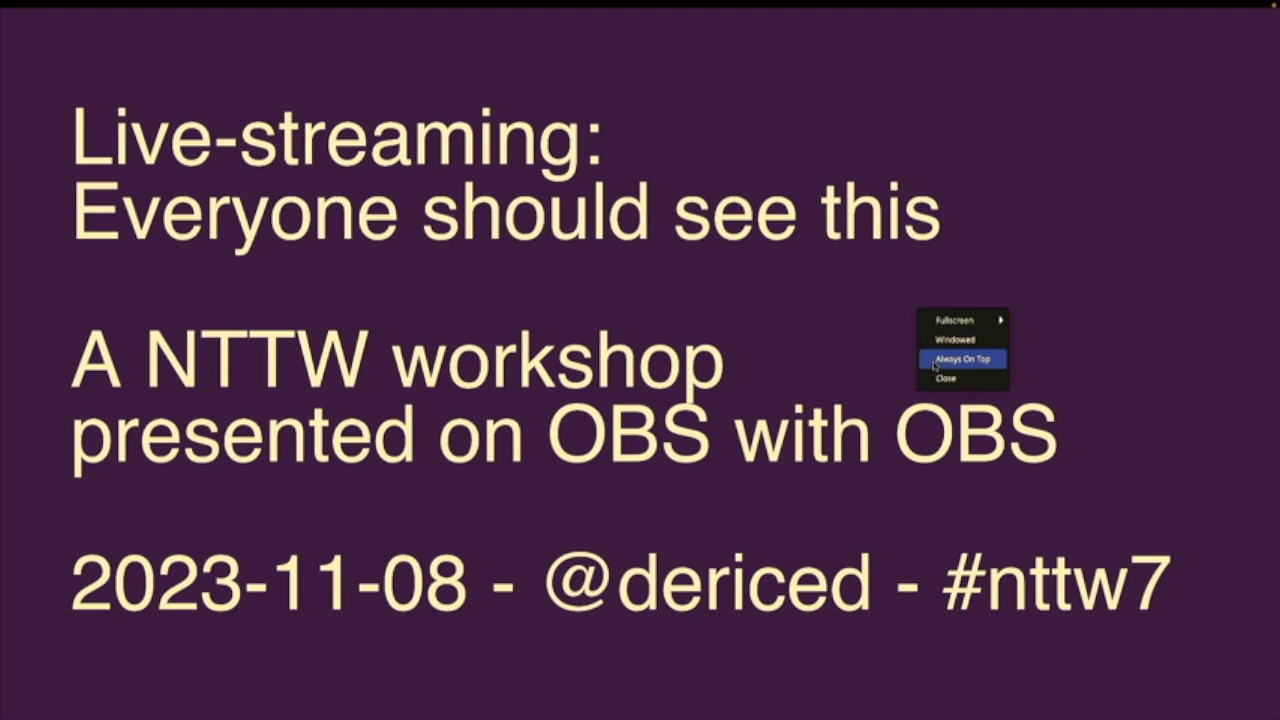 Live-streaming:
Everyone should see this
A NTTW workshop
presented on OBS with OBS
2023-11-08 - @dericed - #nttw7
Fullscreen
Windowed
Always On Top
Close